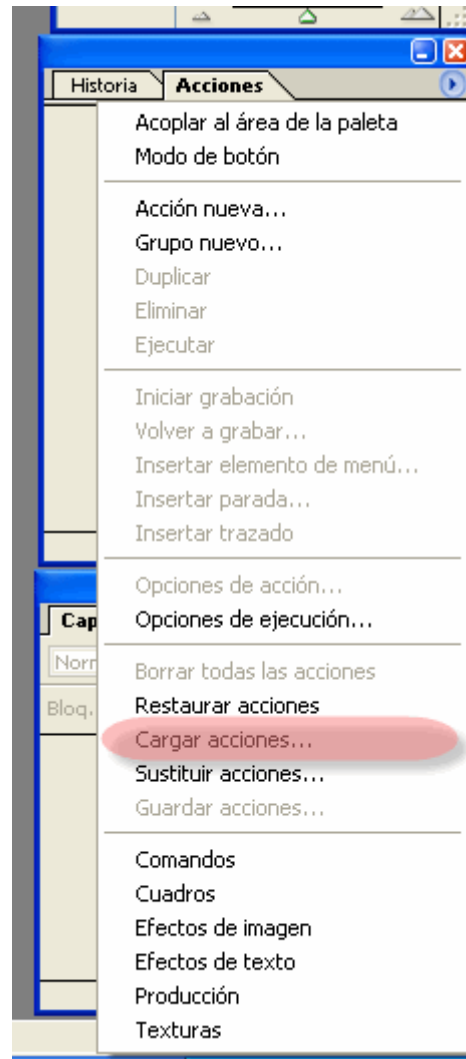 Historia Acciones
Acoplar al área de la paleta
Modo de botón
Acción nueva...
Grupo nuevo...
Duplicar
Eliminar
Ejecutar
Iniciar grabación
Volver a grabar...
Insertar elemento de menú...
Insertar parada...
Insertar trazado
Opciones de acción...
Cap
Opciones de ejecución...
Norr
Borrar todas las acciones
Bloq.
Restaurar acciones
Cargar acciones...
Sustituir acciones...
Guardar acciones...
Comandos
Cuadros
Efectos de imagen
Efectos de texto
Producción
Texturas